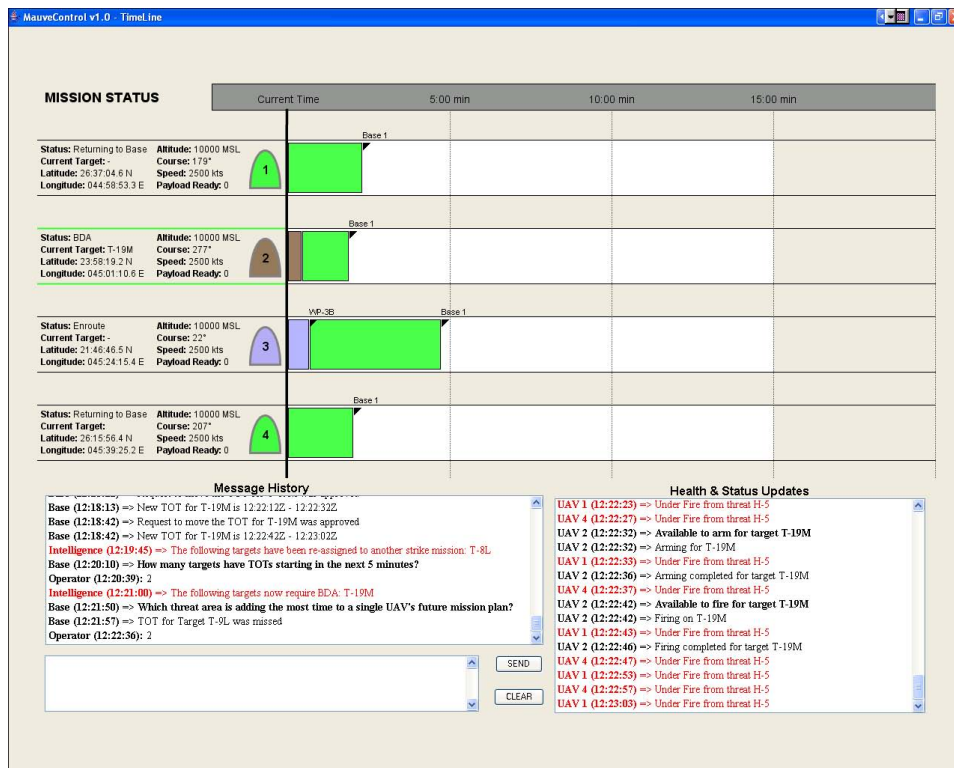 MauveControl v1.0 - TimeLine
MISSION STATUS
Current Time 5:00 min 10:00 min 15:00 min
Base 1
Status: Returning to Base Altitude: 10000 MSL
Current Target: - Course: 179°
Latitude: 26:37:04.6 N Speed: 2500 kts
Longitude: 044:58:53.3 E Payload Ready: 0
1
Base 1
Status: BDA Altitude: 10000 MSL
Current Target: T-19M Course: 277°
Latitude: 23:58:19.2 N Speed: 2500 kts
Longitude: 045:01:10.6 E Payload Ready: 0
2
WP-3B Base 1
Status: Enroute Altitude: 10000 MSL
Current Target: - Course: 22°
Latitude: 21:46:46.5 N Speed: 2500 kts
Longitude: 045:24:15.4 E Payload Ready: 0
3
Base 1
Status: Returning to Base Altitude: 10000 MSL
Current Target: Course: 207°
Latitude: 26:15:56.4 N Speed: 2500 kts
Longitude: 045:39:25.2 E Payload Ready: 0
4
Message History
Base (12:18:13) => New TOT for T-19M is 12:22:12Z - 12:22:32Z
Base (12:18:42) => Request to move the TOT for T-19M was approved
Base (12:18:42) => New TOT for T-19M is 12:22:42Z - 12:23:02Z
Intelligence (12:19:45) => The following targets have been re-assigned to another strike mission: T-8L
Base (12:20:10) => How many targets have TOTs starting in the next 5 minutes?
Operator (12:20:39): 2
Intelligence (12:21:00) => The following targets now require BDA: T-19M
Base (12:21:50) => Which threat area is adding the most time to a single UAV's future mission plan?
Base (12:21:57) => TOT for Target T-9L was missed
Operator (12:22:36): 2
SEND
CLEAR
Health & Status Updates
UAV 1 (12:22:23) => Under Fire from threat H-5
UAV 4 (12:22:27) => Under Fire from threat H-5
UAV 2 (12:22:32) => Available to arm for target T-19M
UAV 2 (12:22:32) => Arming for T-19M
UAV 1 (12:22:33) => Under Fire from threat H-5
UAV 2 (12:22:36) => Arming completed for target T-19M
UAV 4 (12:22:37) => Under Fire from threat H-5
UAV 2 (12:22:42) => Available to fire for target T-19M
UAV 2 (12:22:42) => Firing on T-19M
UAV 1 (12:22:43) => Under Fire from threat H-5
UAV 2 (12:22:46) => Firing completed for target T-19M
UAV 4 (12:22:47) => Under Fire from threat H-5
UAV 1 (12:22:53) => Under Fire from threat H-5
UAV 4 (12:22:57) => Under Fire from threat H-5
UAV 1 (12:23:03) => Under Fire from threat H-5